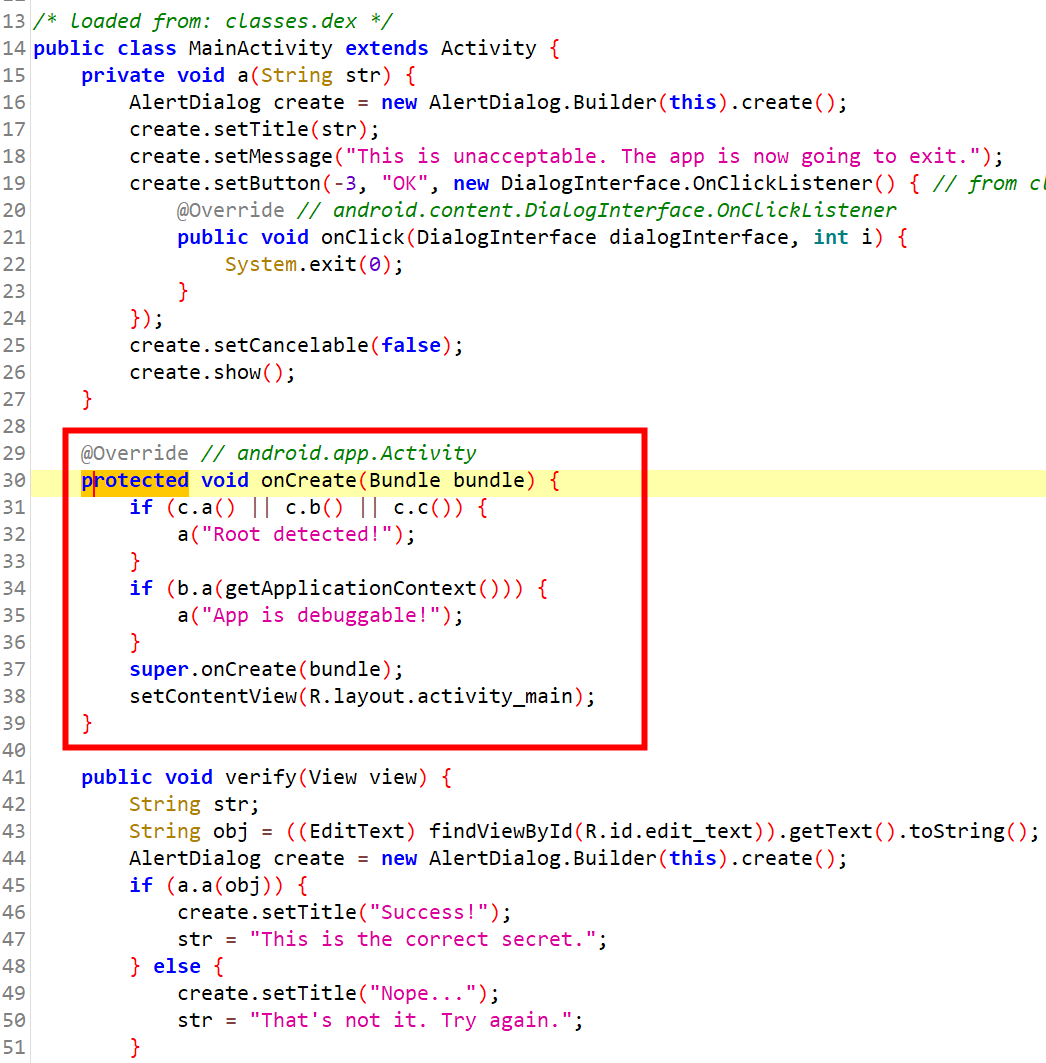 13 /* loaded from: classes.dex */
14 public class MainActivity extends Activity {
15     private void a(String str) {
16         AlertDialog create = new AlertDialog.Builder(this).create();
17         create.setTitle(str);
18         create.setMessage("This is unacceptable. The app is now going to exit.");
19         create.setButton(-3, "OK", new DialogInterface.OnClickListener() { // from
20             @Override // android.content.DialogInterface.OnClickListener
21             public void onClick(DialogInterface dialogInterface, int i) {
22                 System.exit(0);
23             }
24         });
25         create.setCancelable(false);
26         create.show();
27     }
28
29     @Override // android.app.Activity
30     protected void onCreate(Bundle bundle) {
31         if (c.a() || c.b() || c.c()) {
32             a("Root detected!");
33         }
34         if (b.a(getApplicationContext())) {
35             a("App is debuggable!");
36         }
37         super.onCreate(bundle);
38         setContentView(R.layout.activity_main);
39     }
40
41     public void verify(View view) {
42         String str;
43         String obj = ((EditText) findViewById(R.id.edit_text)).getText().toString();
44         AlertDialog create = new AlertDialog.Builder(this).create();
45         if (a.a(obj)) {
46             create.setTitle("Success!");
47             str = "This is the correct secret.";
48         } else {
49             create.setTitle("Nope...");
50             str = "That's not it. Try again.";
51         }